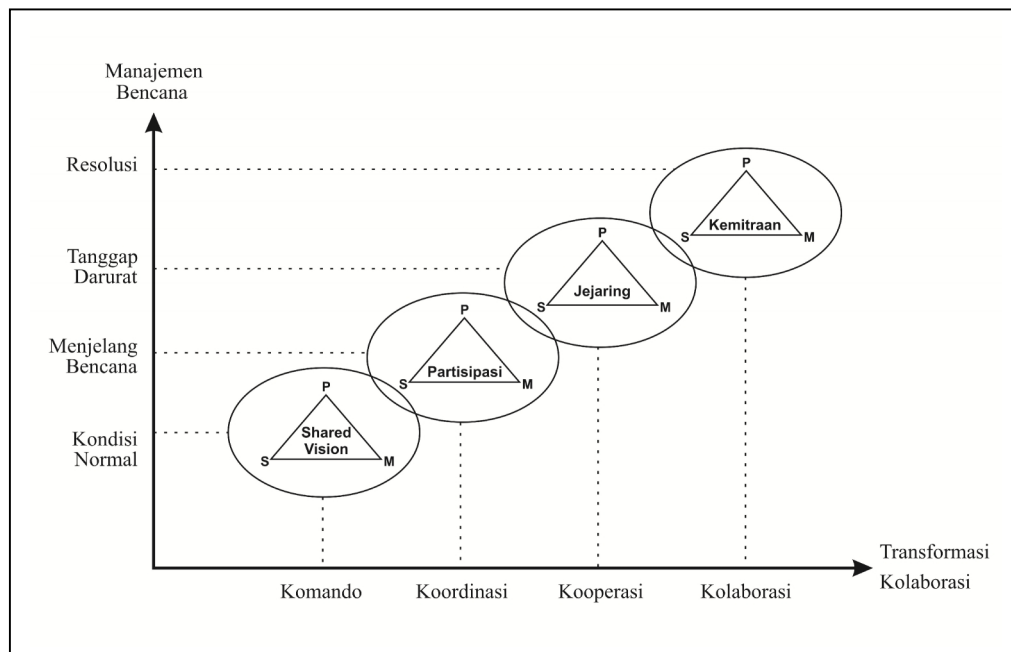 Manajemen
Bencana
Resolusi
P
Kemitraan
S
M
Tanggap
Darurat
P
Jejaring
S
M
Menjelang
Bencana
P
Partisipasi
S
M
Kondisi
Normal
P
Shared
Vision
S
M
Transformasi
Kolaborasi
Komando
Koordinasi
Kooperasi
Kolaborasi